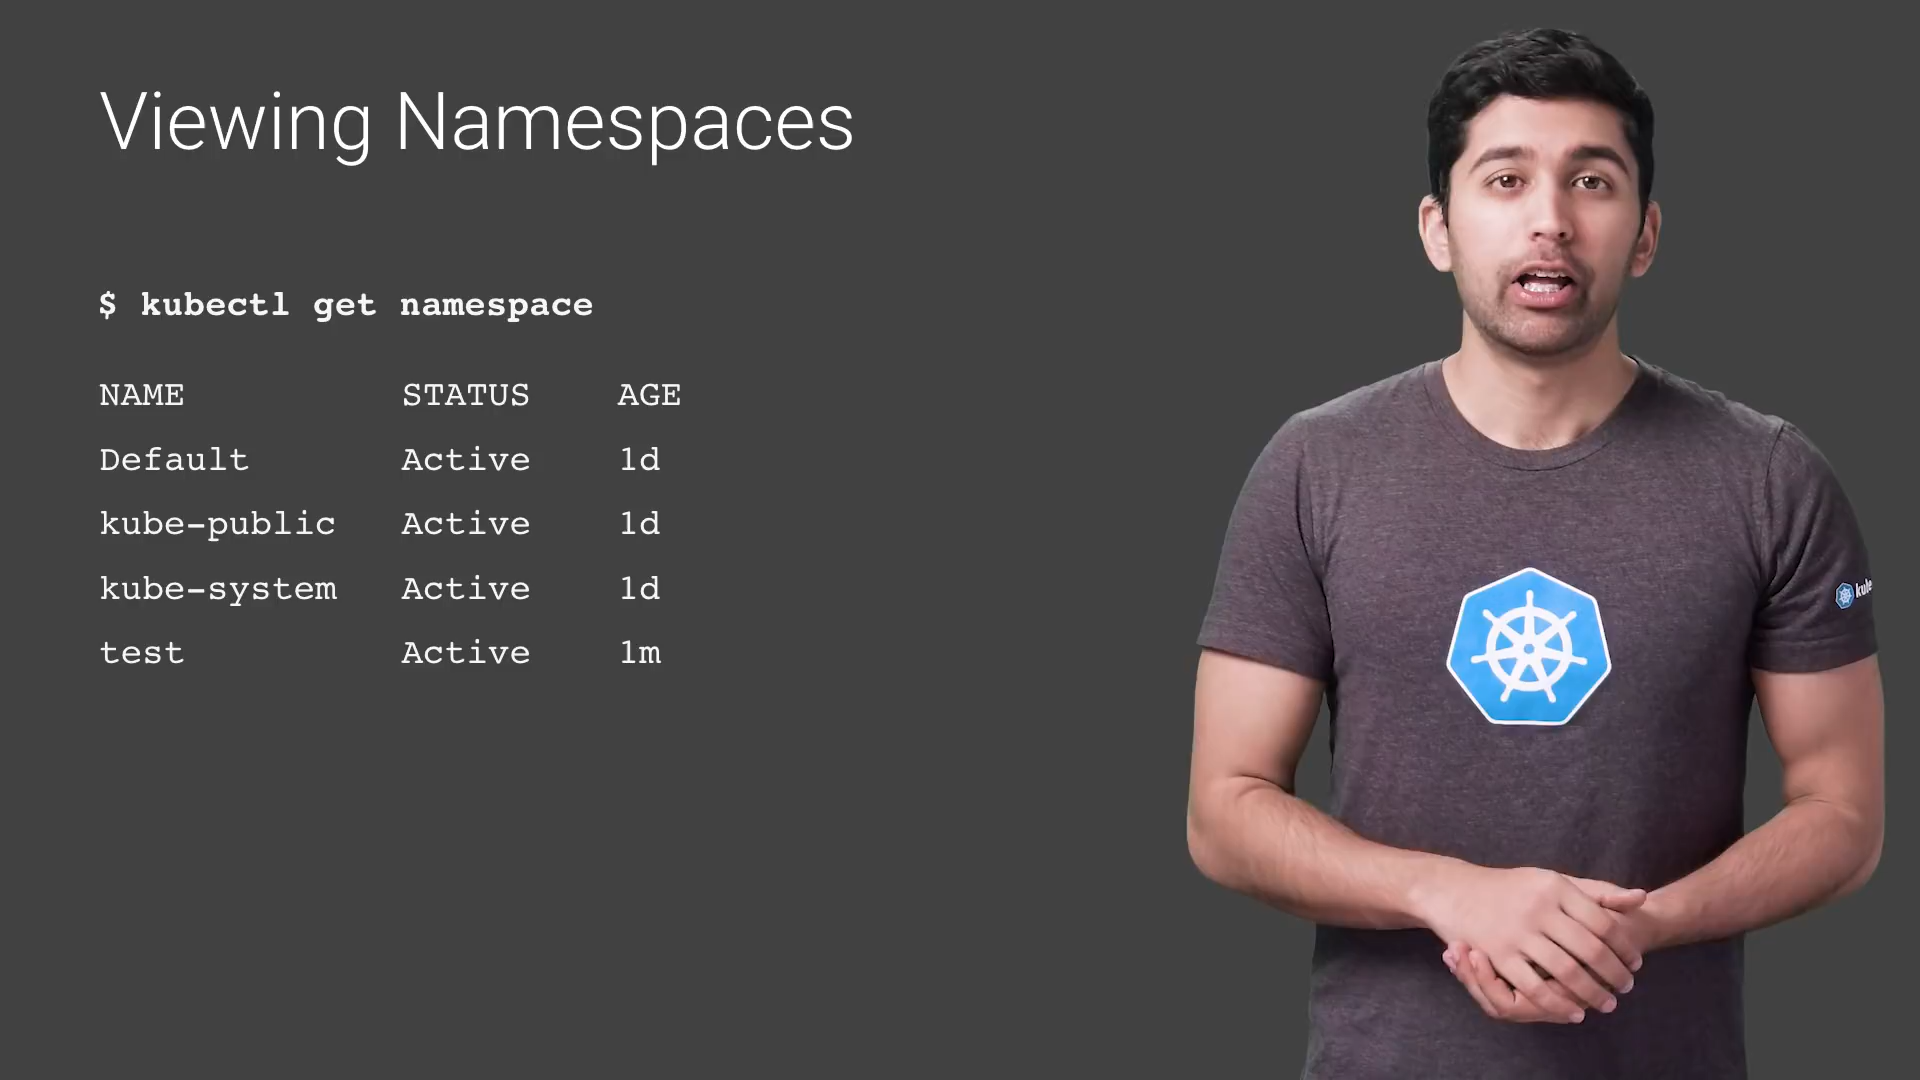 Viewing Namespaces
$ kubectl get namespace
NAME STATUS AGE
Default Active 1d
kube-public Active 1d
kube-system Active 1d
test Active 1m